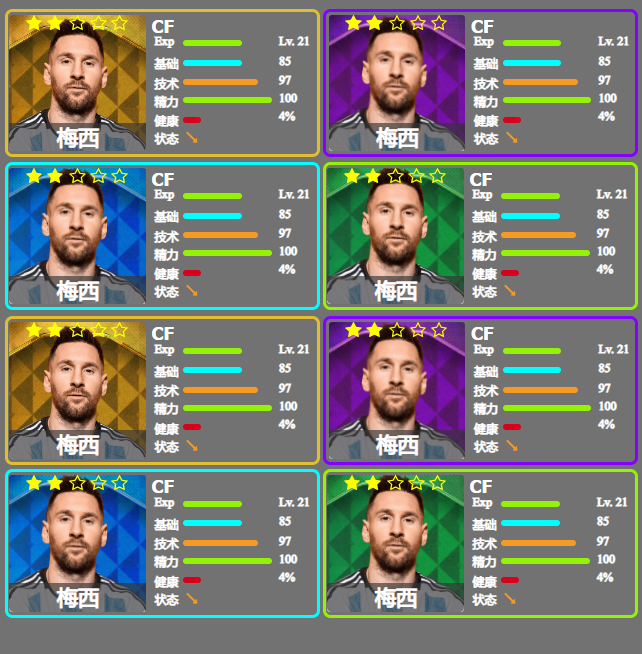 CF
Exp Lv. 21
基础 85
技术 97
精力 100
健康 4%
状态
梅西
CF
Exp Lv. 21
基础 85
技术 97
精力 100
健康 4%
状态
梅西
CF
Exp Lv. 21
基础 85
技术 97
精力 100
健康 4%
状态
梅西
CF
Exp Lv. 21
基础 85
技术 97
精力 100
健康 4%
状态
梅西
CF
Exp Lv. 21
基础 85
技术 97
精力 100
健康 4%
状态
梅西
CF
Exp Lv. 21
基础 85
技术 97
精力 100
健康 4%
状态
梅西
CF
Exp Lv. 21
基础 85
技术 97
精力 100
健康 4%
状态
梅西
CF
Exp Lv. 21
基础 85
技术 97
精力 100
健康 4%
状态
梅西